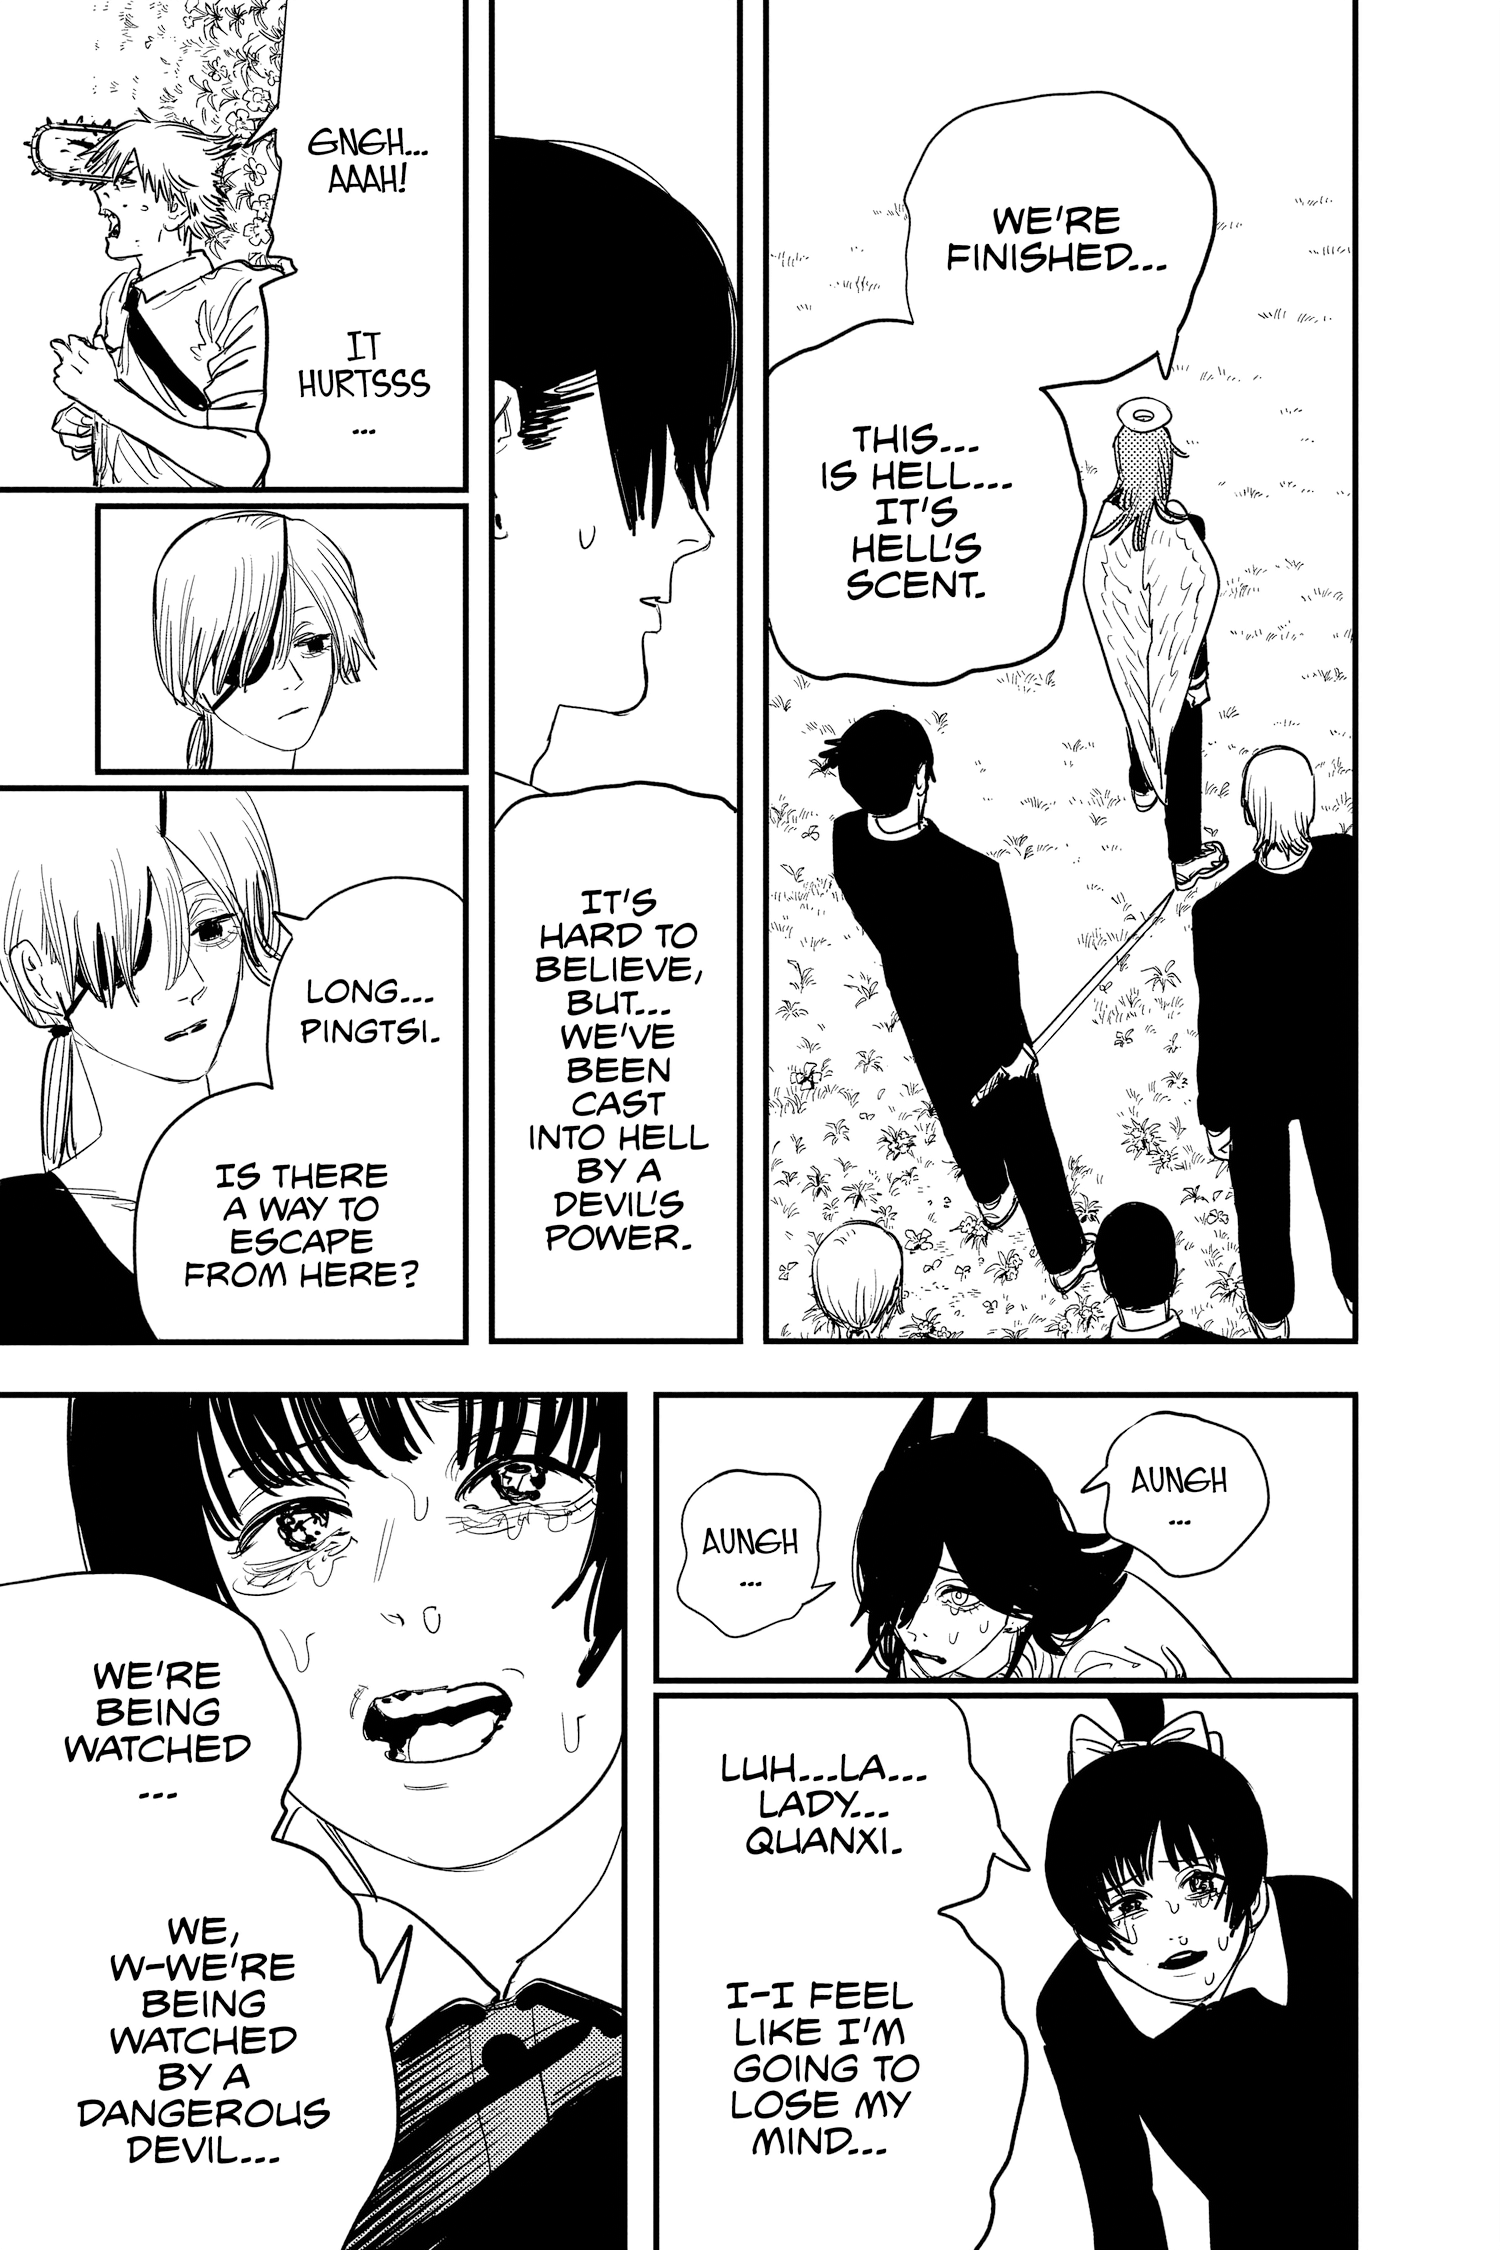 WE'RE
FINISHED...
THIS...
IS HELL...
IT'S
HELL'S
SCENT.
IT'S
HARD TO
BELIEVE,
BUT...
WE'VE
BEEN
CAST
INTO HELL
BY A
DEVIL'S
POWER.
GNGH...
AAAH!
IT
HURTSSS
...
LONG...
PINGTSI.
IS THERE
A WAY TO
ESCAPE
FROM HERE?
AUNGH
...
AUNGH
...
LUH...LA...
LADY...
QUANXI.
I-I FEEL
LIKE I'M
GOING TO
LOSE MY
MIND...
WE'RE
BEING
WATCHED
...
WE,
W-WE'RE
BEING
WATCHED
BY A
DANGEROUS
DEVIL...